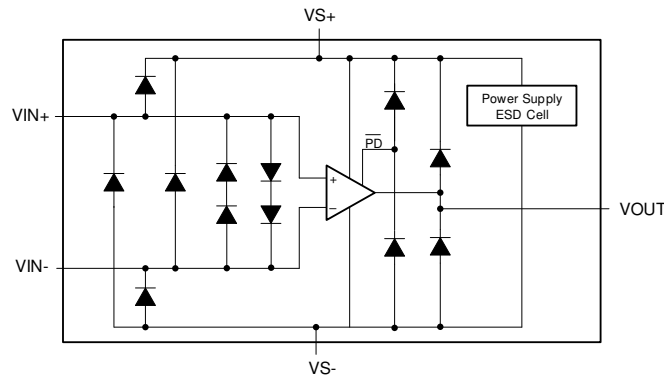 VS+
Power Supply
ESD Cell
VIN+
PD
+
−
VOUT
VIN-
VS-